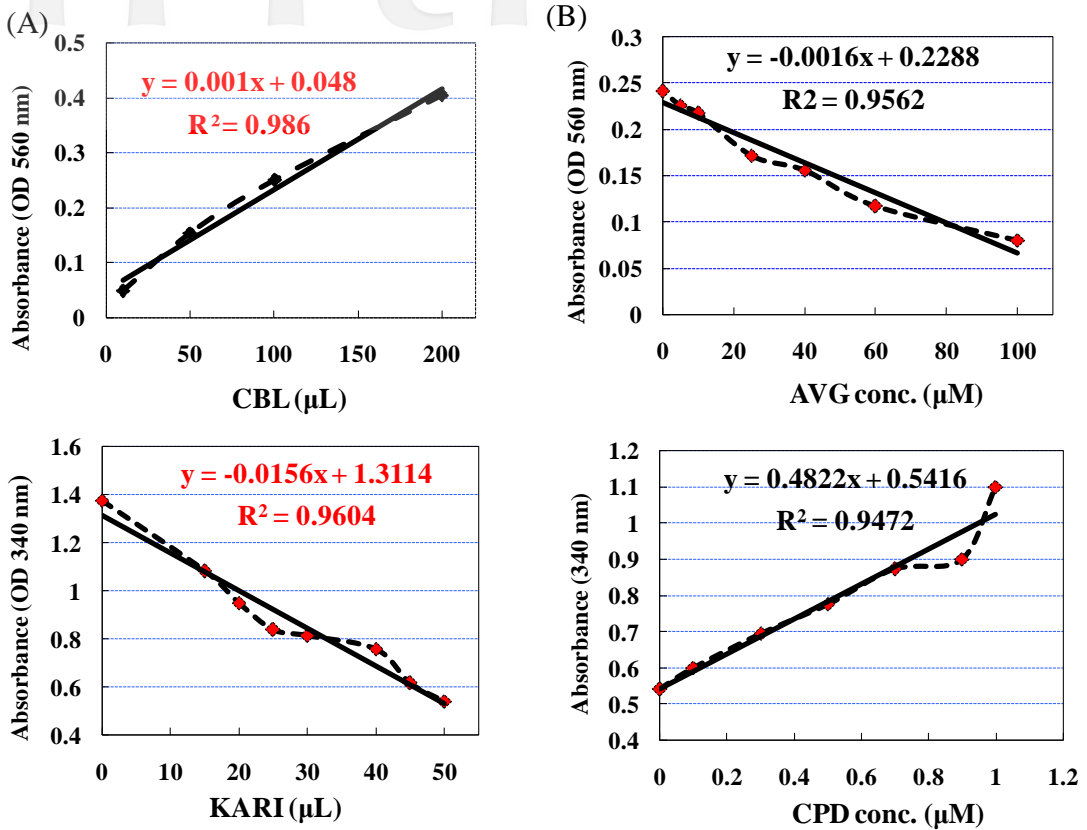 (A)
0.5
0.4
0.3
0.2
0.1
0
y = 0.001x + 0.048
R² = 0.986
Absorbance (OD 560 nm)
0 50 100 150 200
CBL (µL)
(B)
0.3
0.25
0.2
0.15
0.1
0.05
0
y = -0.0016x + 0.2288
R2 = 0.9562
Absorbance (OD 560 nm)
0 20 40 60 80 100
AVG conc. (µM)
1.6
1.4
1.2
1
0.8
0.6
0.4
y = -0.0156x + 1.3114
R² = 0.9604
Absorbance (OD 340 nm)
0 10 20 30 40 50
KARI (µL)
1.2
1.1
1
0.9
0.8
0.7
0.6
0.5
0.4
y = 0.4822x + 0.5416
R² = 0.9472
Absorbance (340 nm)
0 0.2 0.4 0.6 0.8 1 1.2
CPD conc. (µM)